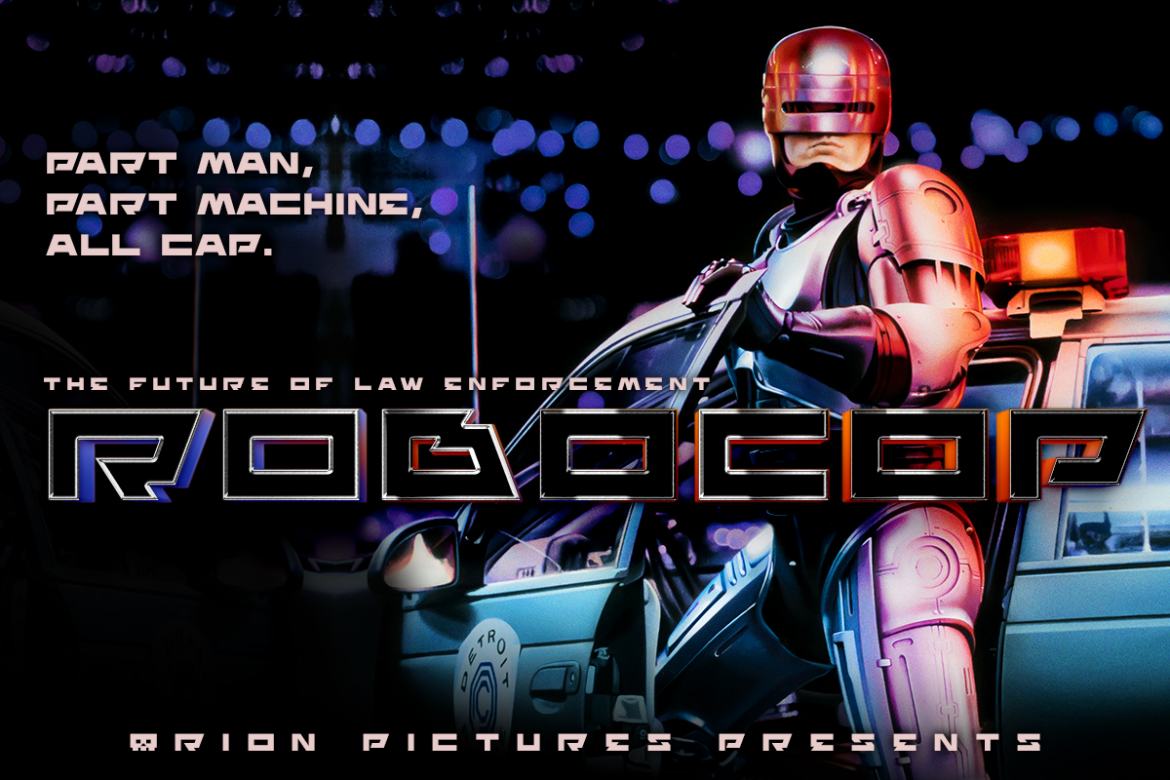 PART MAN,
PART MACHINE,
ALL CAP.
THE FUTURE OF LAW ENFORCEMENT
ROBOCOP
DETROIT
ORION PICTURES PRESENTS